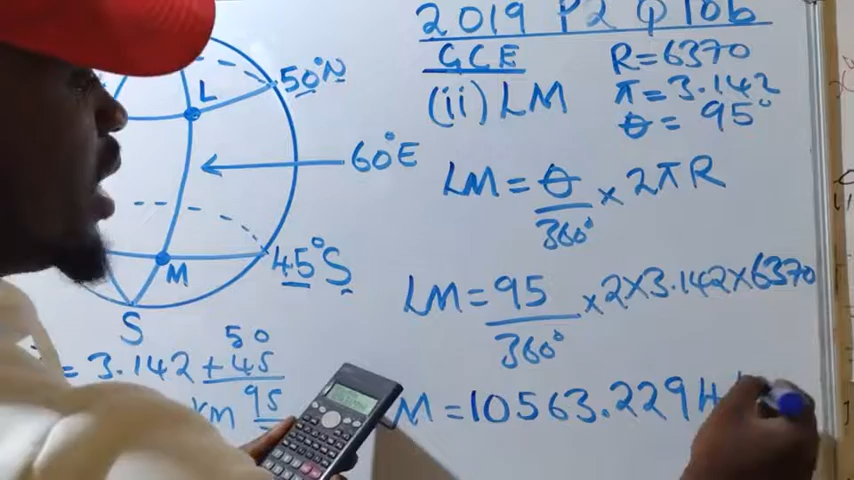 2019 P2 Q10b
GCE
R=6370
(ii) LM
π=3.142
θ= 95°
L
50°N
60°E
LM = θ/360° × 2πR
M
45°S
S
LM = 95/360° × 2×3.142×6370
= 3.142
50
+45
95
km
M = 10563.229